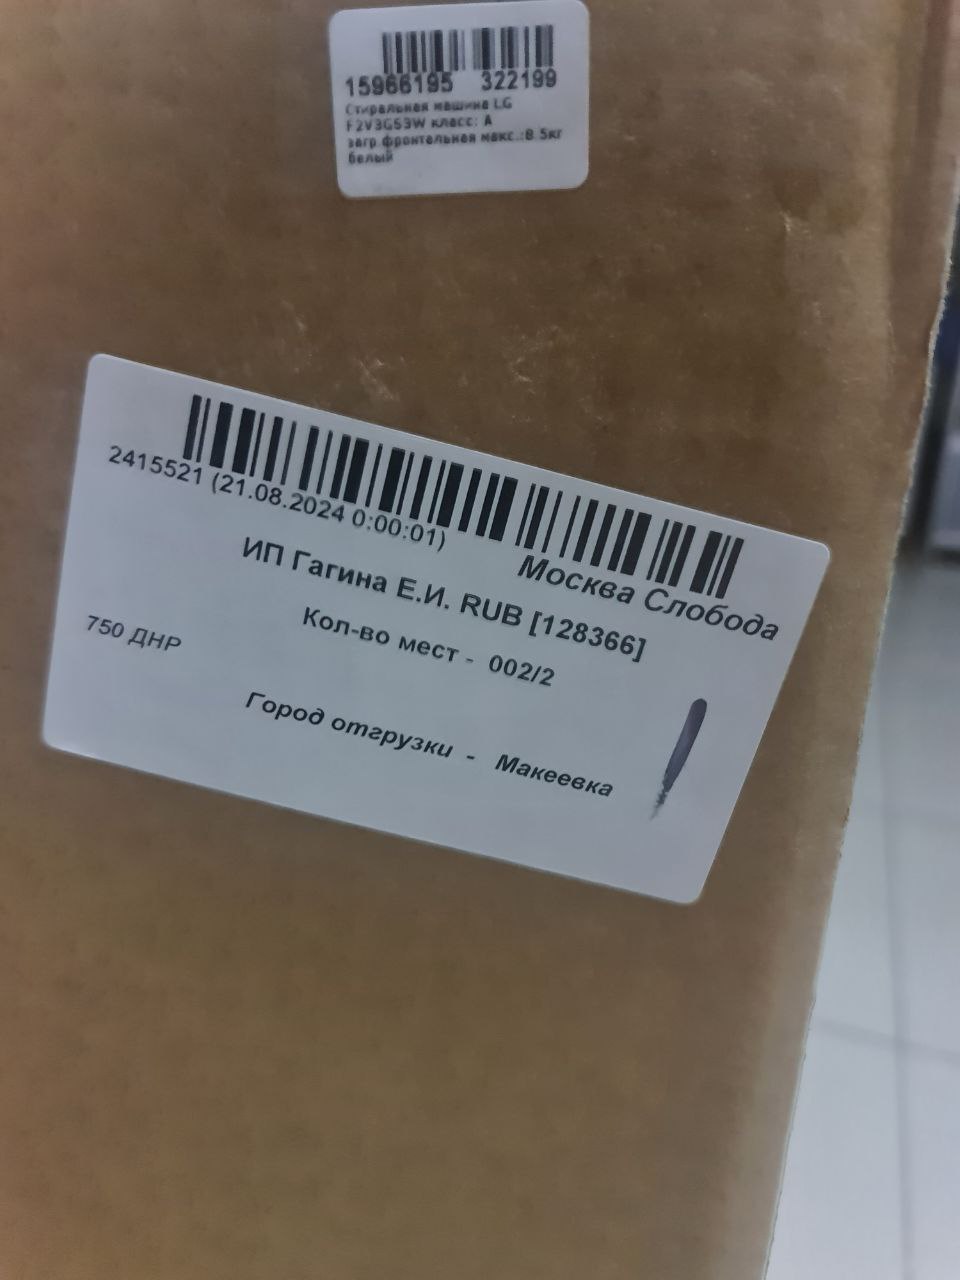 15966195 322199
Стиральная машина LG
F2V3GS3W класс: A
загр.фронтальная макс.:8.5кг
белый
2415521 (21.08.2024 0:00:01)
Москва Слобода
ИП Гагина Е.И. RUB [128366]
Кол-во мест - 002/2
750 ДНР
Город отгрузки - Макеевка